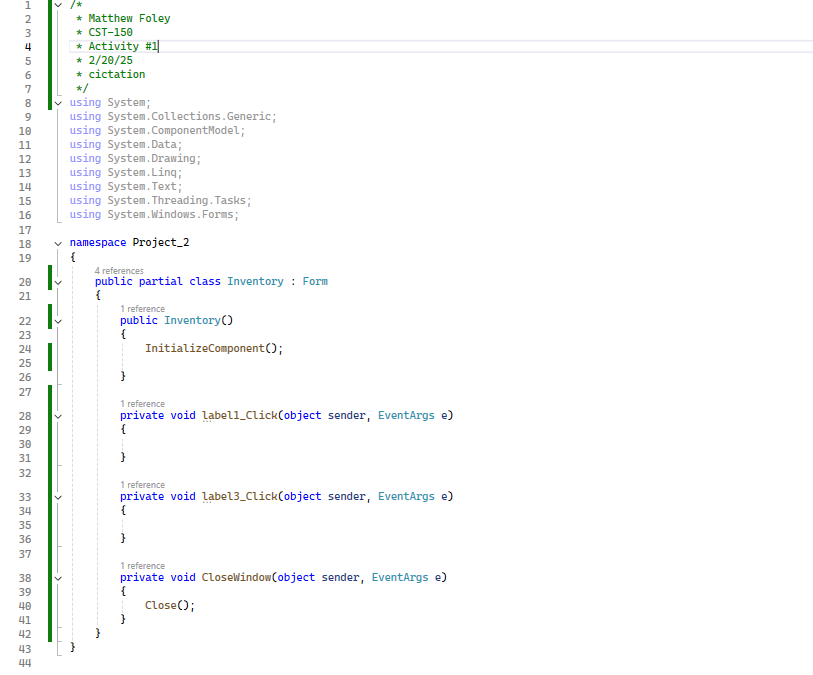 1 /*
2 * Matthew Foley
3 * CST-150
4 * Activity #1
5 * 2/20/25
6 * cictation
7 */
8 using System;
9 using System.Collections.Generic;
10 using System.ComponentModel;
11 using System.Data;
12 using System.Drawing;
13 using System.Linq;
14 using System.Text;
15 using System.Threading.Tasks;
16 using System.Windows.Forms;
17
18 namespace Project_2
19 {
4 references
20 public partial class Inventory : Form
21 {
1 reference
22 public Inventory()
23 {
24 InitializeComponent();
25
26 }
27
1 reference
28 private void label1_Click(object sender, EventArgs e)
29 {
30
31 }
32
1 reference
33 private void label3_Click(object sender, EventArgs e)
34 {
35
36 }
37
1 reference
38 private void CloseWindow(object sender, EventArgs e)
39 {
40 Close();
41 }
42 }
43 }
44